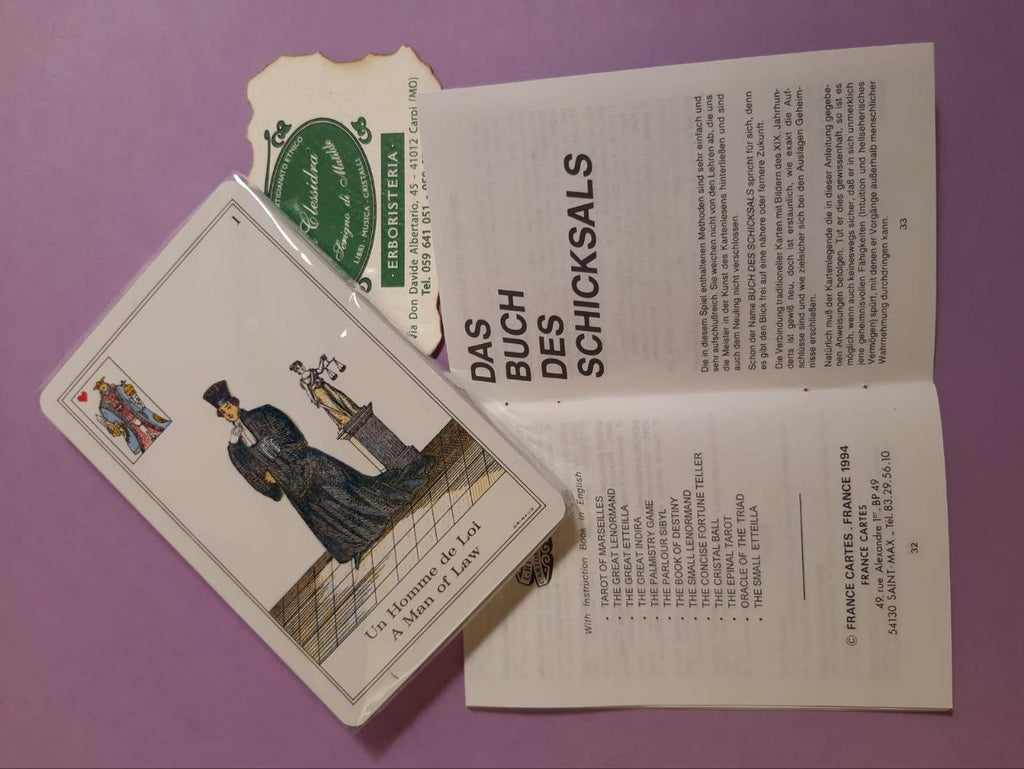 ARTIGIANATO ETNICO
Clessidra
Sogno di
LIBRI - MUSICA - CRISTALLI
· ERBORISTERIA ·
Via Don Davide Albertario, 45 - 41012 Carpi (MO)
Tel. 059 641 051 -
1
Un Homme de Loi
A Man of Law
GRIMAUD
1
With Instruction Book in English
• TAROT OF MARSEILLES
• THE GREAT LENORMAND
• THE GREAT ETTEILLA
• THE GREAT INDIRA
• THE PALMISTRY GAME
• THE PARLOUR SIBYL
• THE BOOK OF DESTINY
• THE SMALL LENORMAND
• THE CONCISE FORTUNE TELLER
• THE CRISTAL BALL
• THE EPINAL TAROT
• ORACLE OF THE TRIAD
• THE SMALL ETTEILLA
© FRANCE CARTES - FRANCE 1994
FRANCE CARTES
49, rue Alexandre 1er - BP 49
54130 SAINT-MAX - Tel. 83.29.56.10
32
DAS
BUCH
DES
SCHICKSALS
Die in diesem Spiel enthaltenen Methoden sind sehr einfach und
sehr aufschlußreich. Sie weichen nicht von den Lehren ab, die uns
die Meister in der Kunst des Kartenlesens hinterließen und sind
auch dem Neuling nicht verschlossen.
Schon der Name BUCH DES SCHICKSALS spricht für sich, denn
es gibt den Blick frei auf eine nähere oder fernere Zukunft.
Die Verbindung traditioneller Karten mit Bildern des XIX. Jahrhun-
derts ist gewiß neu, doch ist erstaunlich, wie exakt die Auf-
schlüsse sind und wie zielsicher sich bei den Auslagen Geheim-
nisse erschließen.
Natürlich muß der Kartenlegende die in dieser Anleitung gegebe-
nen Anweisungen befolgen. Tut er dies gewissenhaft, so ist es
möglich, wenn auch keineswegs sicher, daß er in sich unmerklich
jene geheimnisvollen Fähigkeiten (Intuition und hellseherisches
Vermögen) spürt, mit denen er Vorgänge außerhalb menschlicher
Wahrnehmung durchdringen kann.
33